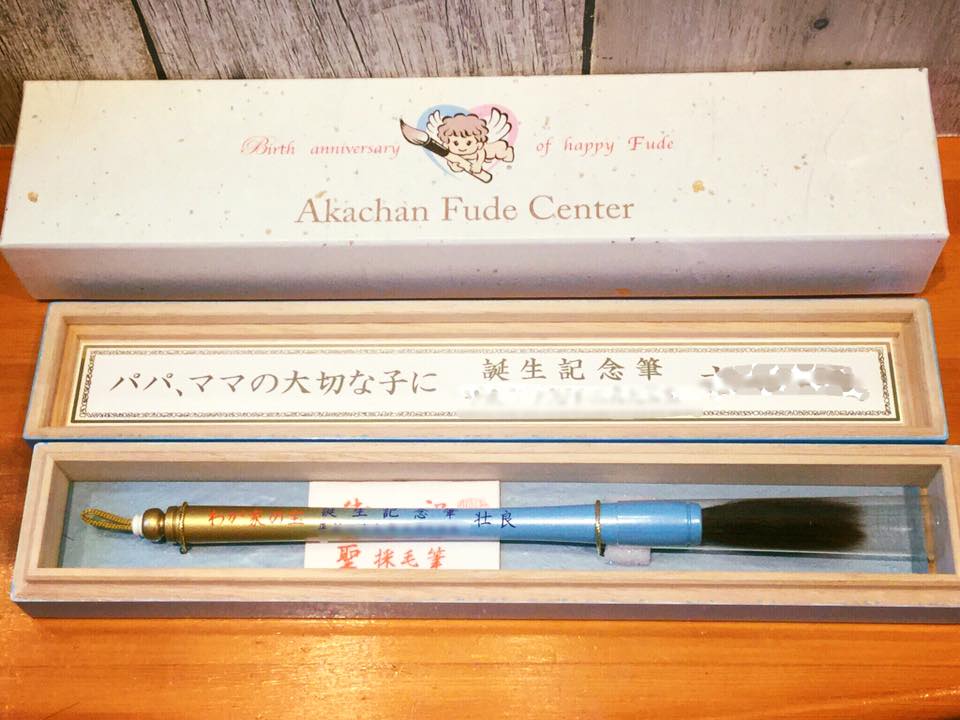 Birth anniversary of happy Fude
Akachan Fude Center
パパ、ママの大切な子に
誕生記念筆
わが家の宝 誕生記念筆 壮良
聖 採毛筆